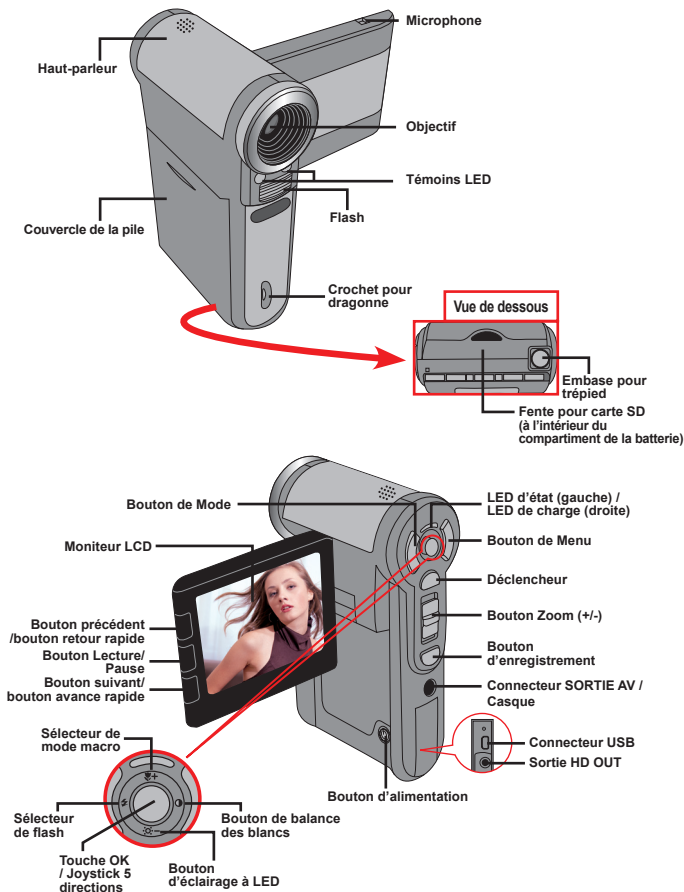 Microphone
Haut-parleur
Objectif
Témoins LED
Flash
Couvercle de la pile
Crochet pour
dragonne
Vue de dessous
Embase pour
trépied
Fente pour carte SD
(à l'intérieur du
compartiment de la batterie)
Bouton de Mode
LED d'état (gauche) /
LED de charge (droite)
Moniteur LCD
Bouton de Menu
Déclencheur
Bouton précédent
/bouton retour rapide
Bouton Zoom (+/-)
Bouton Lecture/
Pause
Bouton
d'enregistrement
Bouton suivant/
bouton avance rapide
Connecteur SORTIE AV /
Casque
Sélecteur de
mode macro
Connecteur USB
Sortie HD OUT
Bouton d'alimentation
Sélecteur
de flash
Bouton de balance
des blancs
Touche OK
/ Joystick 5
directions
Bouton
d'éclairage à LED